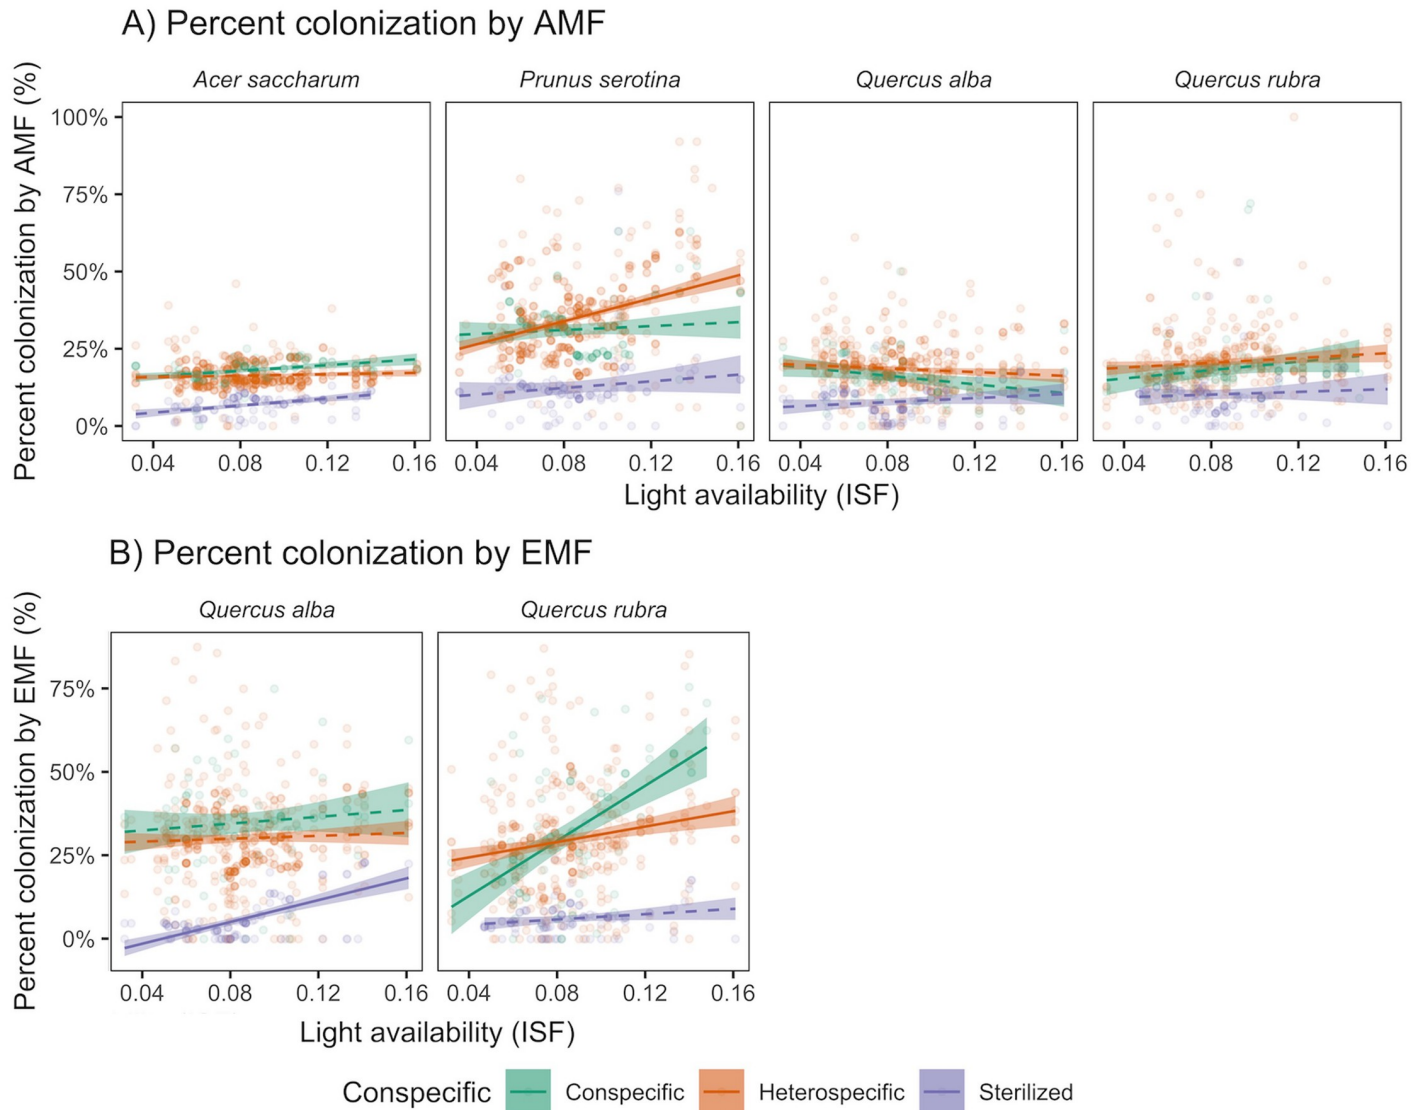 A) Percent colonization by AMF
Acer saccharum
Prunus serotina
Quercus alba
Quercus rubra
Percent colonization by AMF (%)
100%
75%
50%
25%
0%
0.04 0.08 0.12 0.16
0.04 0.08 0.12 0.16
0.04 0.08 0.12 0.16
0.04 0.08 0.12 0.16
Light availability (ISF)
B) Percent colonization by EMF
Quercus alba
Quercus rubra
Percent colonization by EMF (%)
75%
50%
25%
0%
0.04 0.08 0.12 0.16
0.04 0.08 0.12 0.16
Light availability (ISF)
Conspecific Conspecific Heterospecific Sterilized